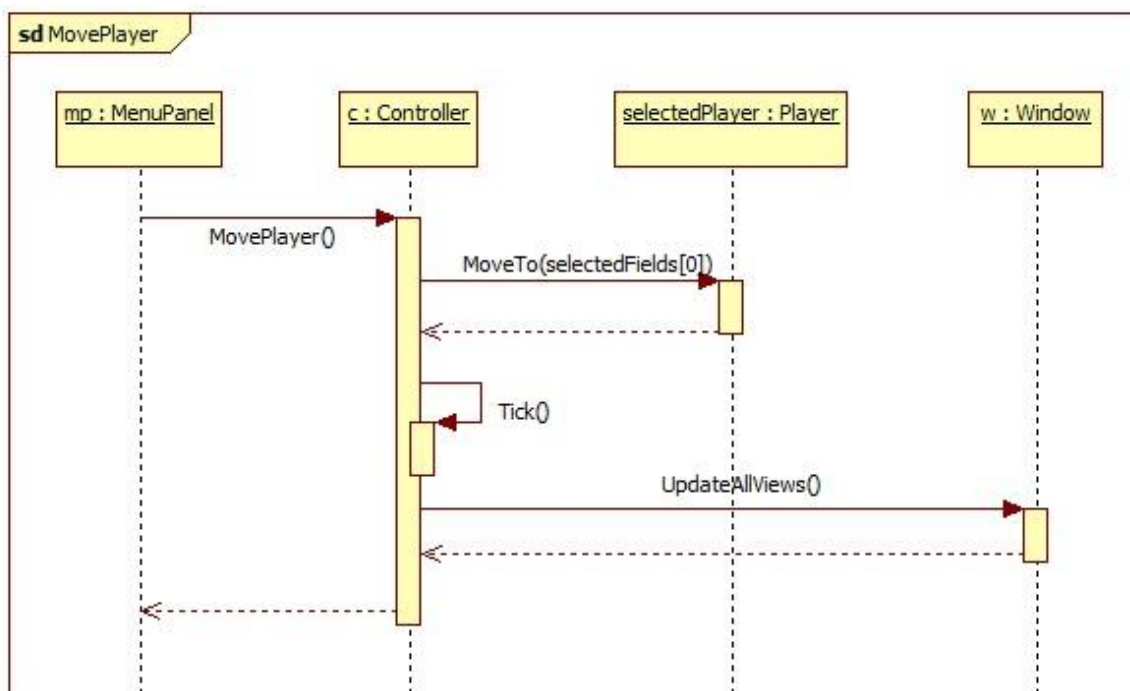 sd MovePlayer
mp : MenuPanel
c : Controller
selectedPlayer : Player
w : Window
MovePlayer()
MoveTo(selectedFields[0])
Tick()
UpdateAllViews()